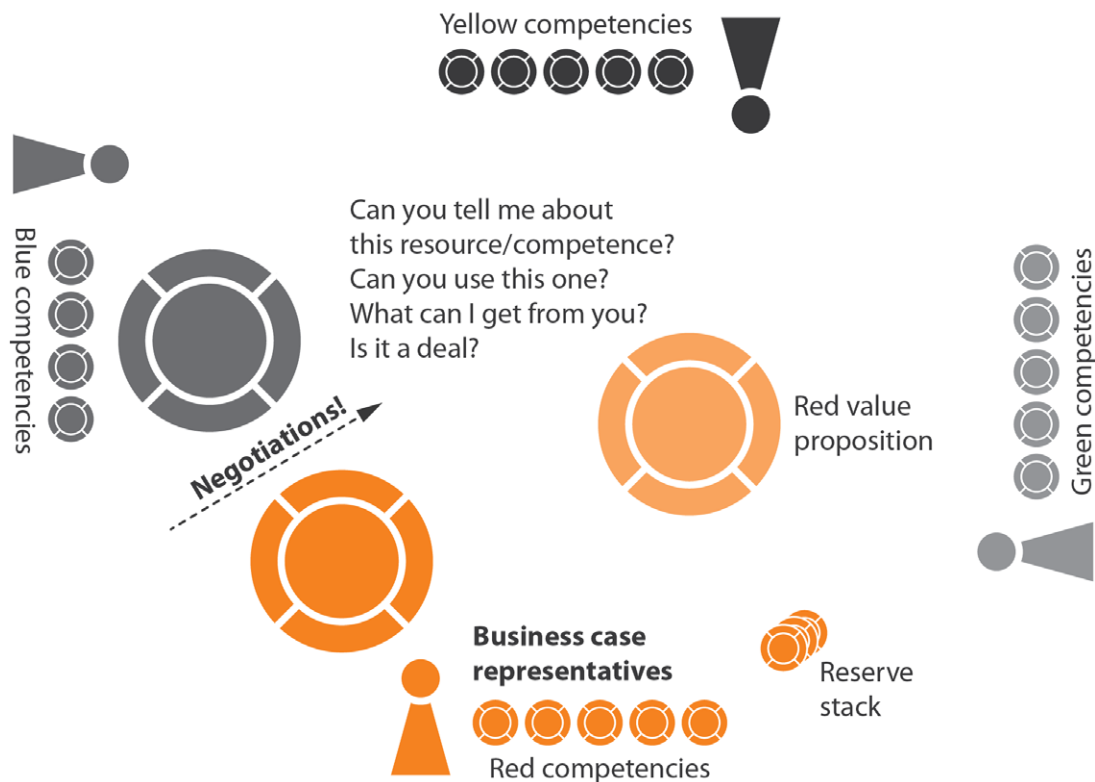 Yellow competencies
Blue competencies
Can you tell me about
this resource/competence?
Can you use this one?
What can I get from you?
Is it a deal?
Negotiations!
Red value
proposition
Green competencies
Business case
representatives
Reserve
stack
Red competencies